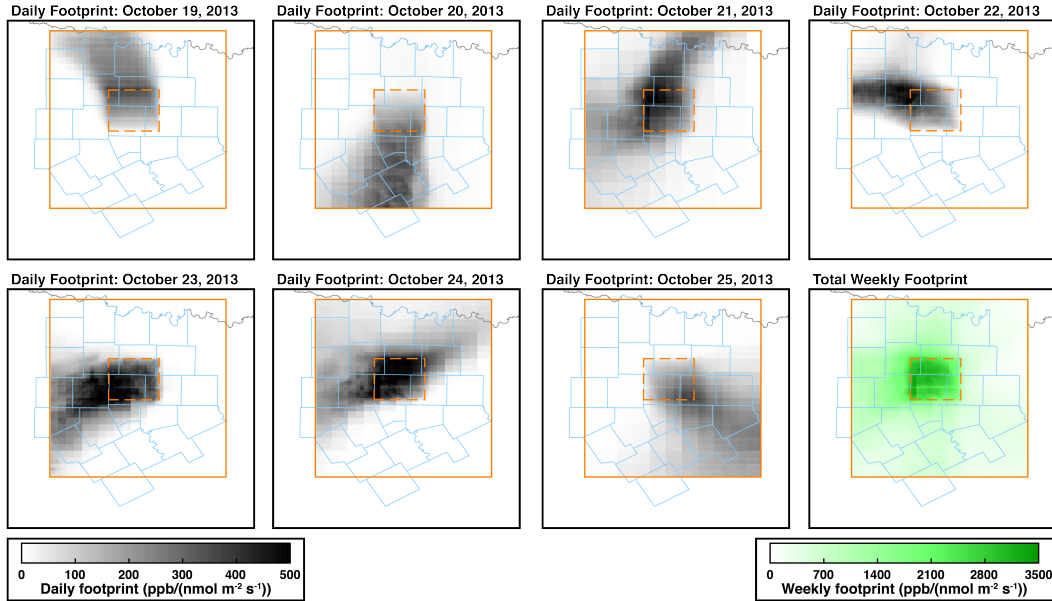 Daily Footprint: October 19, 2013
Daily Footprint: October 20, 2013
Daily Footprint: October 21, 2013
Daily Footprint: October 22, 2013
Daily Footprint: October 23, 2013
Daily Footprint: October 24, 2013
Daily Footprint: October 25, 2013
Total Weekly Footprint
0 100 200 300 400 500
Daily footprint (ppb/(nmol m⁻² s⁻¹))
0 700 1400 2100 2800 3500
Weekly footprint (ppb/(nmol m⁻² s⁻¹))